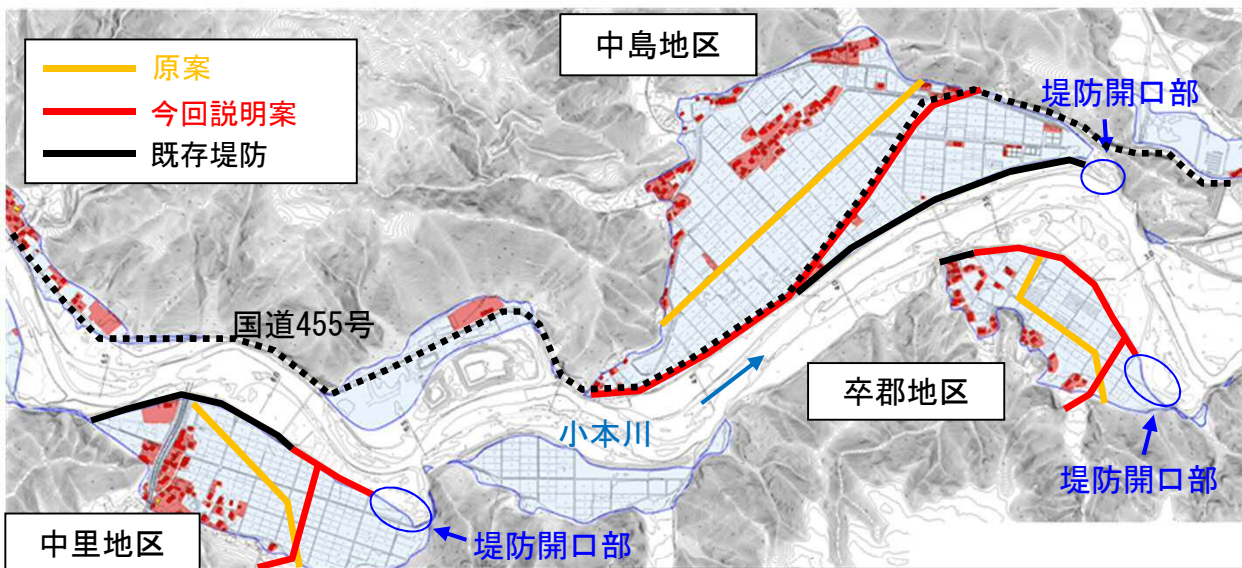 原案
今回説明案
既存堤防
中島地区
堤防開口部
国道455号
小本川
卒郡地区
堤防開口部
中里地区
堤防開口部